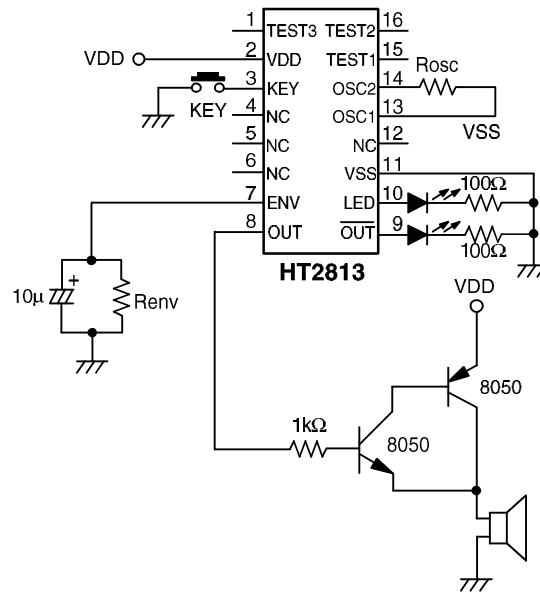 1 TEST3 TEST2 16
VDD 2 VDD TEST1 15
KEY 3 KEY OSC2 14 Rosc
4 NC OSC1 13 VSS
5 NC NC 12
6 NC VSS 11
7 ENV LED 10 100Ω
8 OUT OUT 9 100Ω
HT2813
10μ + Renv
VDD
8050
1kΩ
8050